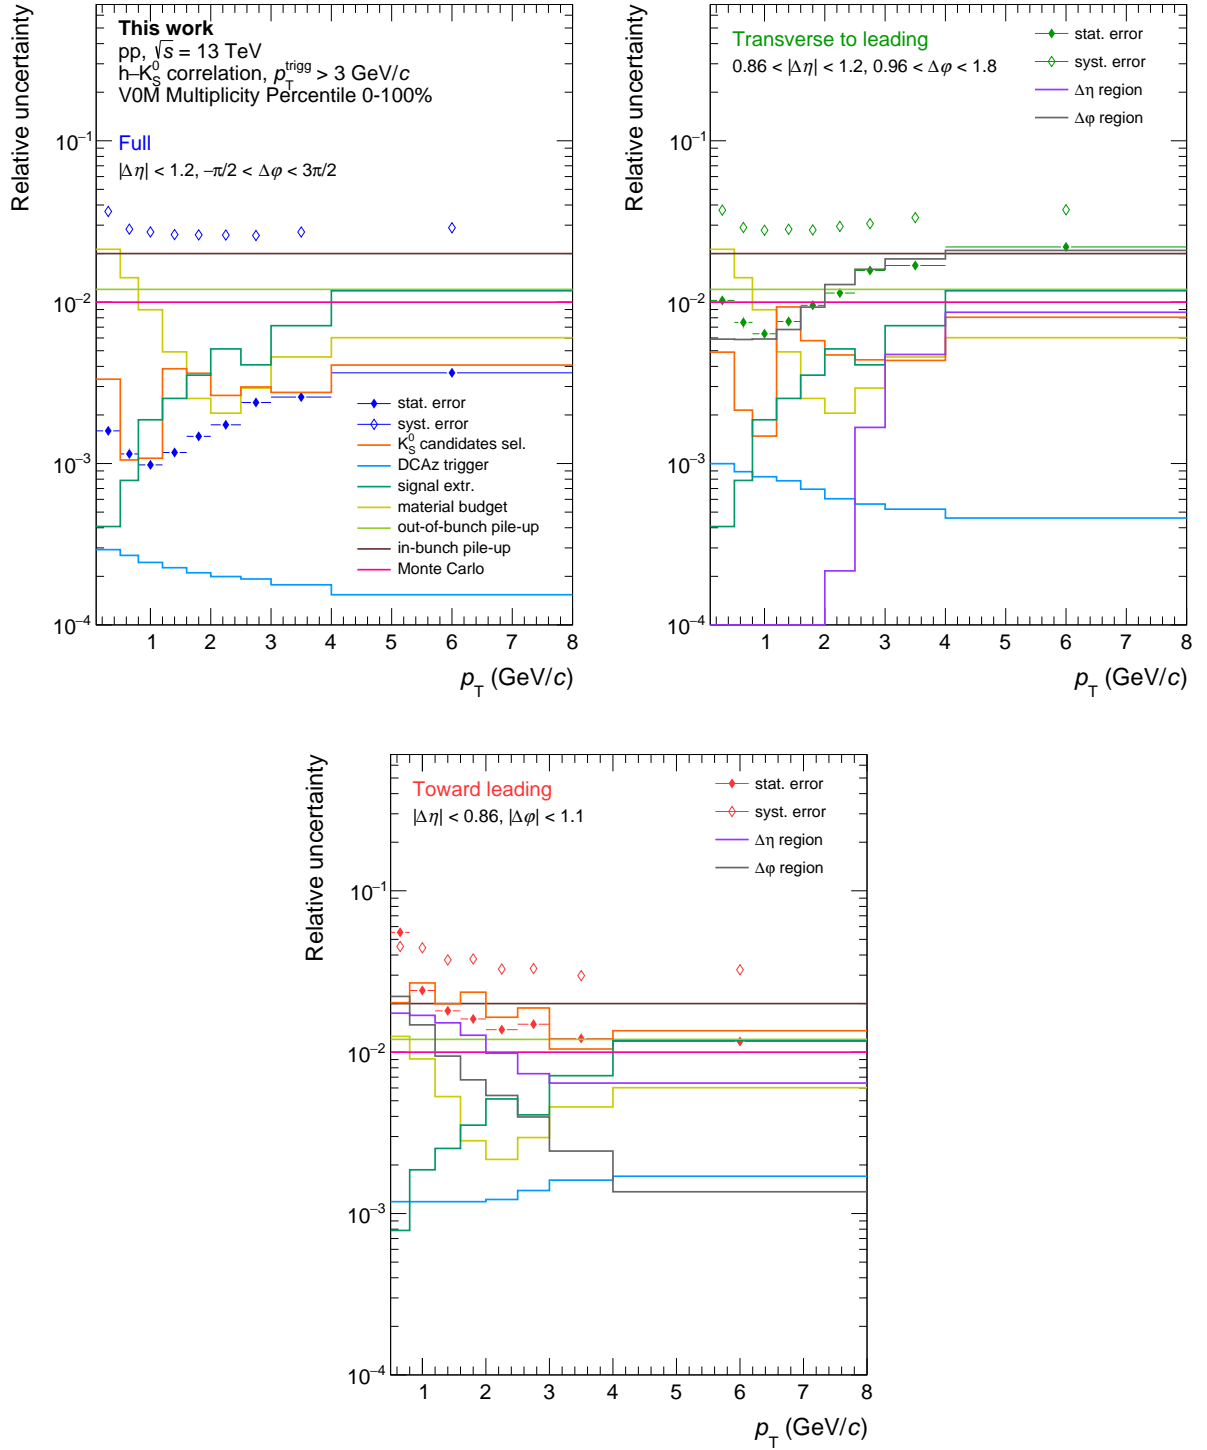 Relative uncertainty
This work
pp, √s = 13 TeV
h–K⁰_S correlation, p_T^trigg > 3 GeV/c
V0M Multiplicity Percentile 0-100%
Full
|Δη| < 1.2, −π/2 < Δφ < 3π/2
10⁻¹
10⁻²
10⁻³
10⁻⁴
stat. error
syst. error
K⁰_S candidates sel.
DCAz trigger
signal extr.
material budget
out-of-bunch pile-up
in-bunch pile-up
Monte Carlo
1 2 3 4 5 6 7 8
p_T (GeV/c)
Relative uncertainty
Transverse to leading
0.86 < |Δη| < 1.2, 0.96 < Δφ < 1.8
stat. error
syst. error
Δη region
Δφ region
10⁻¹
10⁻²
10⁻³
10⁻⁴
1 2 3 4 5 6 7 8
p_T (GeV/c)
Relative uncertainty
Toward leading
|Δη| < 0.86, |Δφ| < 1.1
stat. error
syst. error
Δη region
Δφ region
10⁻¹
10⁻²
10⁻³
10⁻⁴
1 2 3 4 5 6 7 8
p_T (GeV/c)